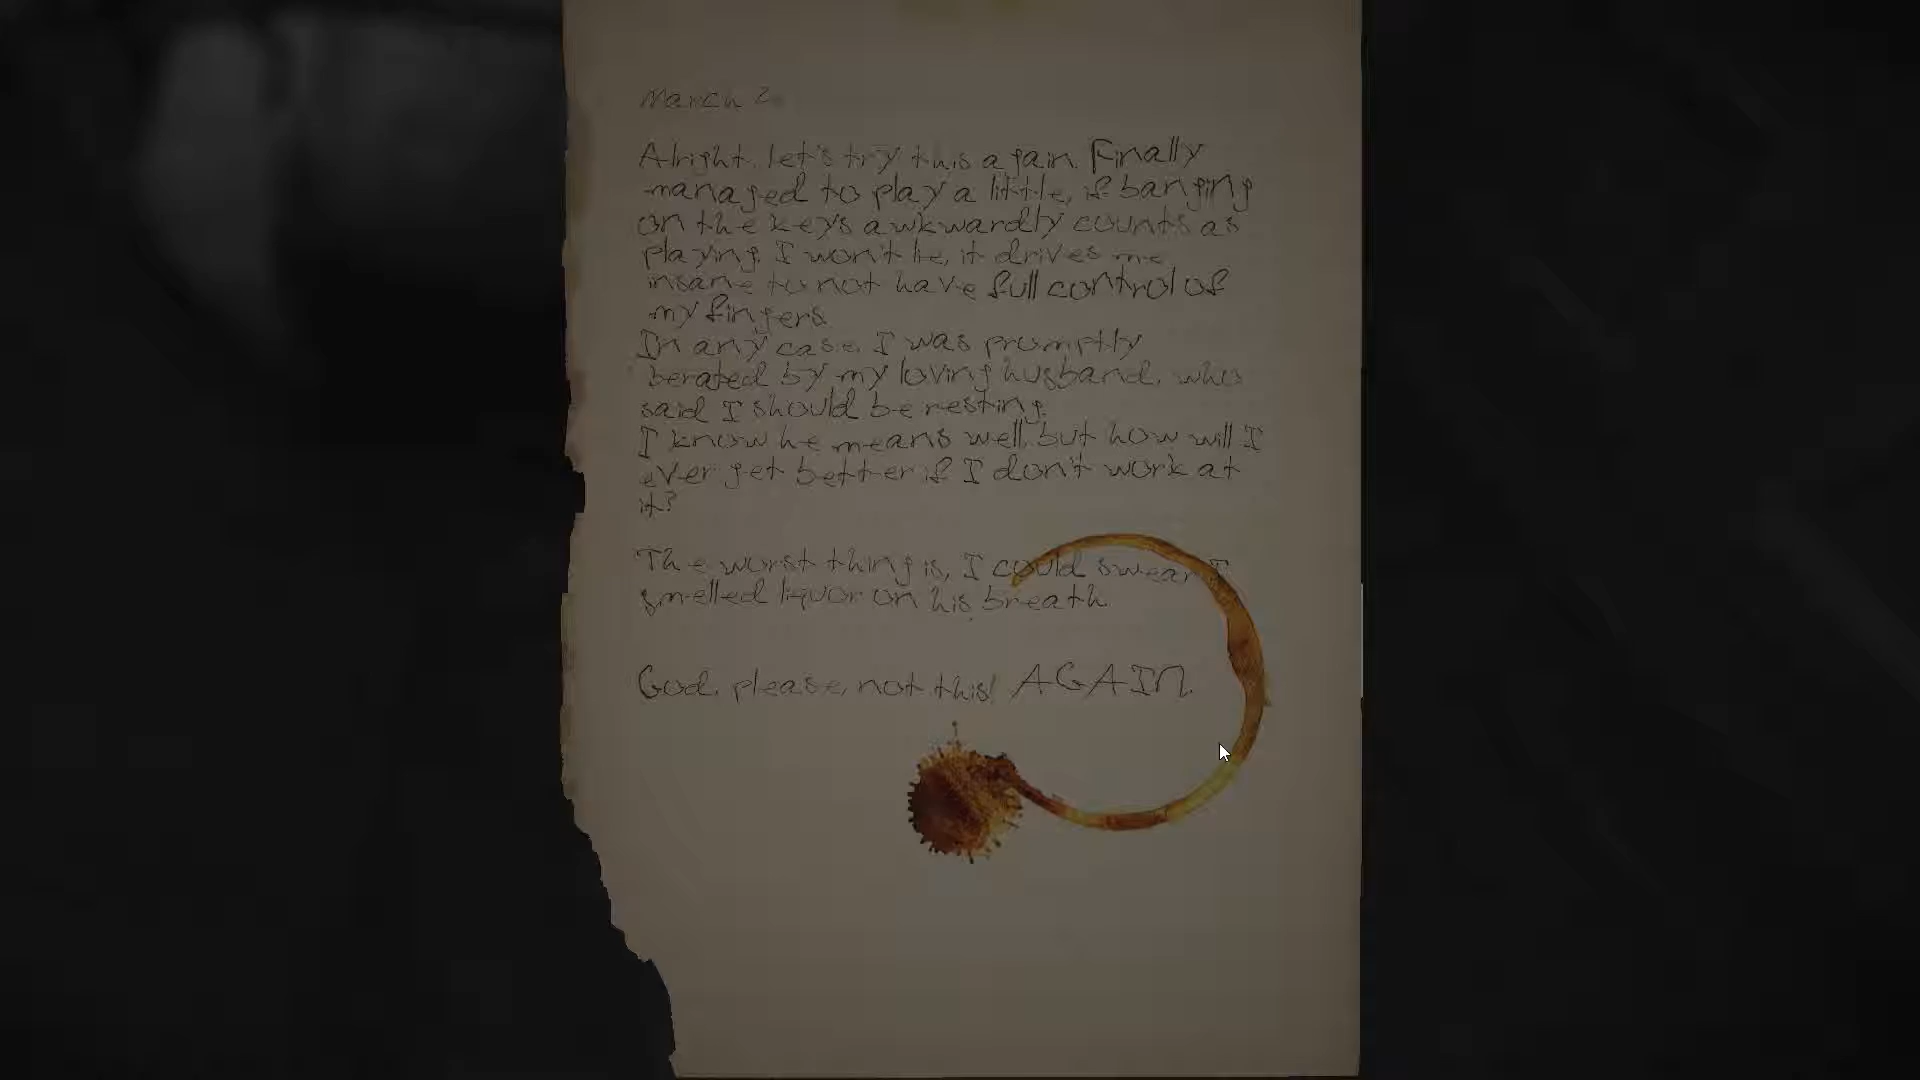 March 2.
Alright. let's try this again. Finally
managed to play a little, if banging
on the keys awkwardly counts as
playing. I won't lie, it drives me
insane to not have full control of
my fingers.
In any case, I was promptly
berated by my loving husband, who
said I should be resting.
I know he means well, but how will I
ever get better if I don't work at
it?
The worst thing is, I could swear I
smelled liquor on his breath.
God, please, not this! AGAIN.